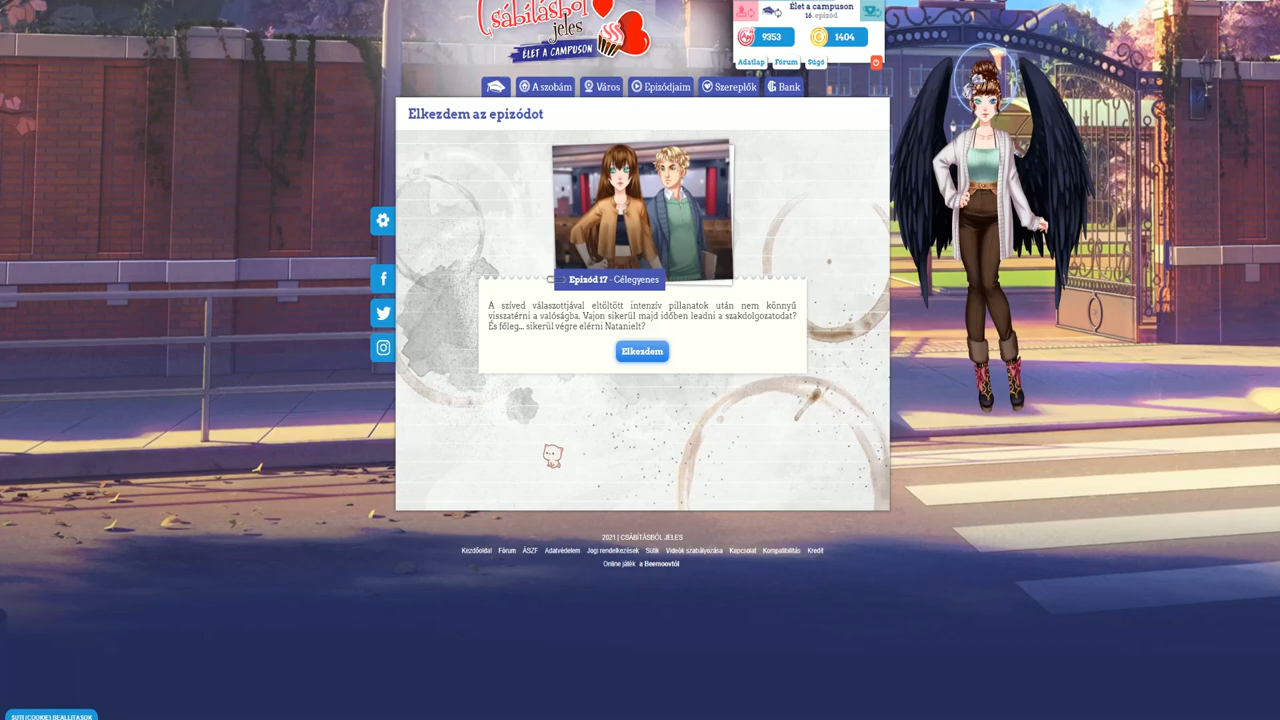 Csábításból
jeles
ÉLET A CAMPUSON
Élet a campuson
16. epizód
9353
1404
Adatlap
Fórum
Súgó
A szobám
Város
Epizódjaim
Szereplők
Bank
Elkezdem az epizódot
Epizód 17 - Célegyenes
A szíved választottjával eltöltött intenzív pillanatok után nem könnyű
visszatérni a valóságba. Vajon sikerül majd időben leadni a szakdolgozatodat?
És főleg... sikerül végre elérni Natanielt?
Elkezdem
2021 | CSÁBÍTÁSBÓL JELES
Kezdőoldal Fórum ÁSZF Adatvédelem Jogi rendelkezések Sütik Videók szabályozása Kapcsolat Kompatibilitás Kredit
Online játék a Beemoovtól
SÜTI (COOKIE) BEÁLLÍTÁSOK